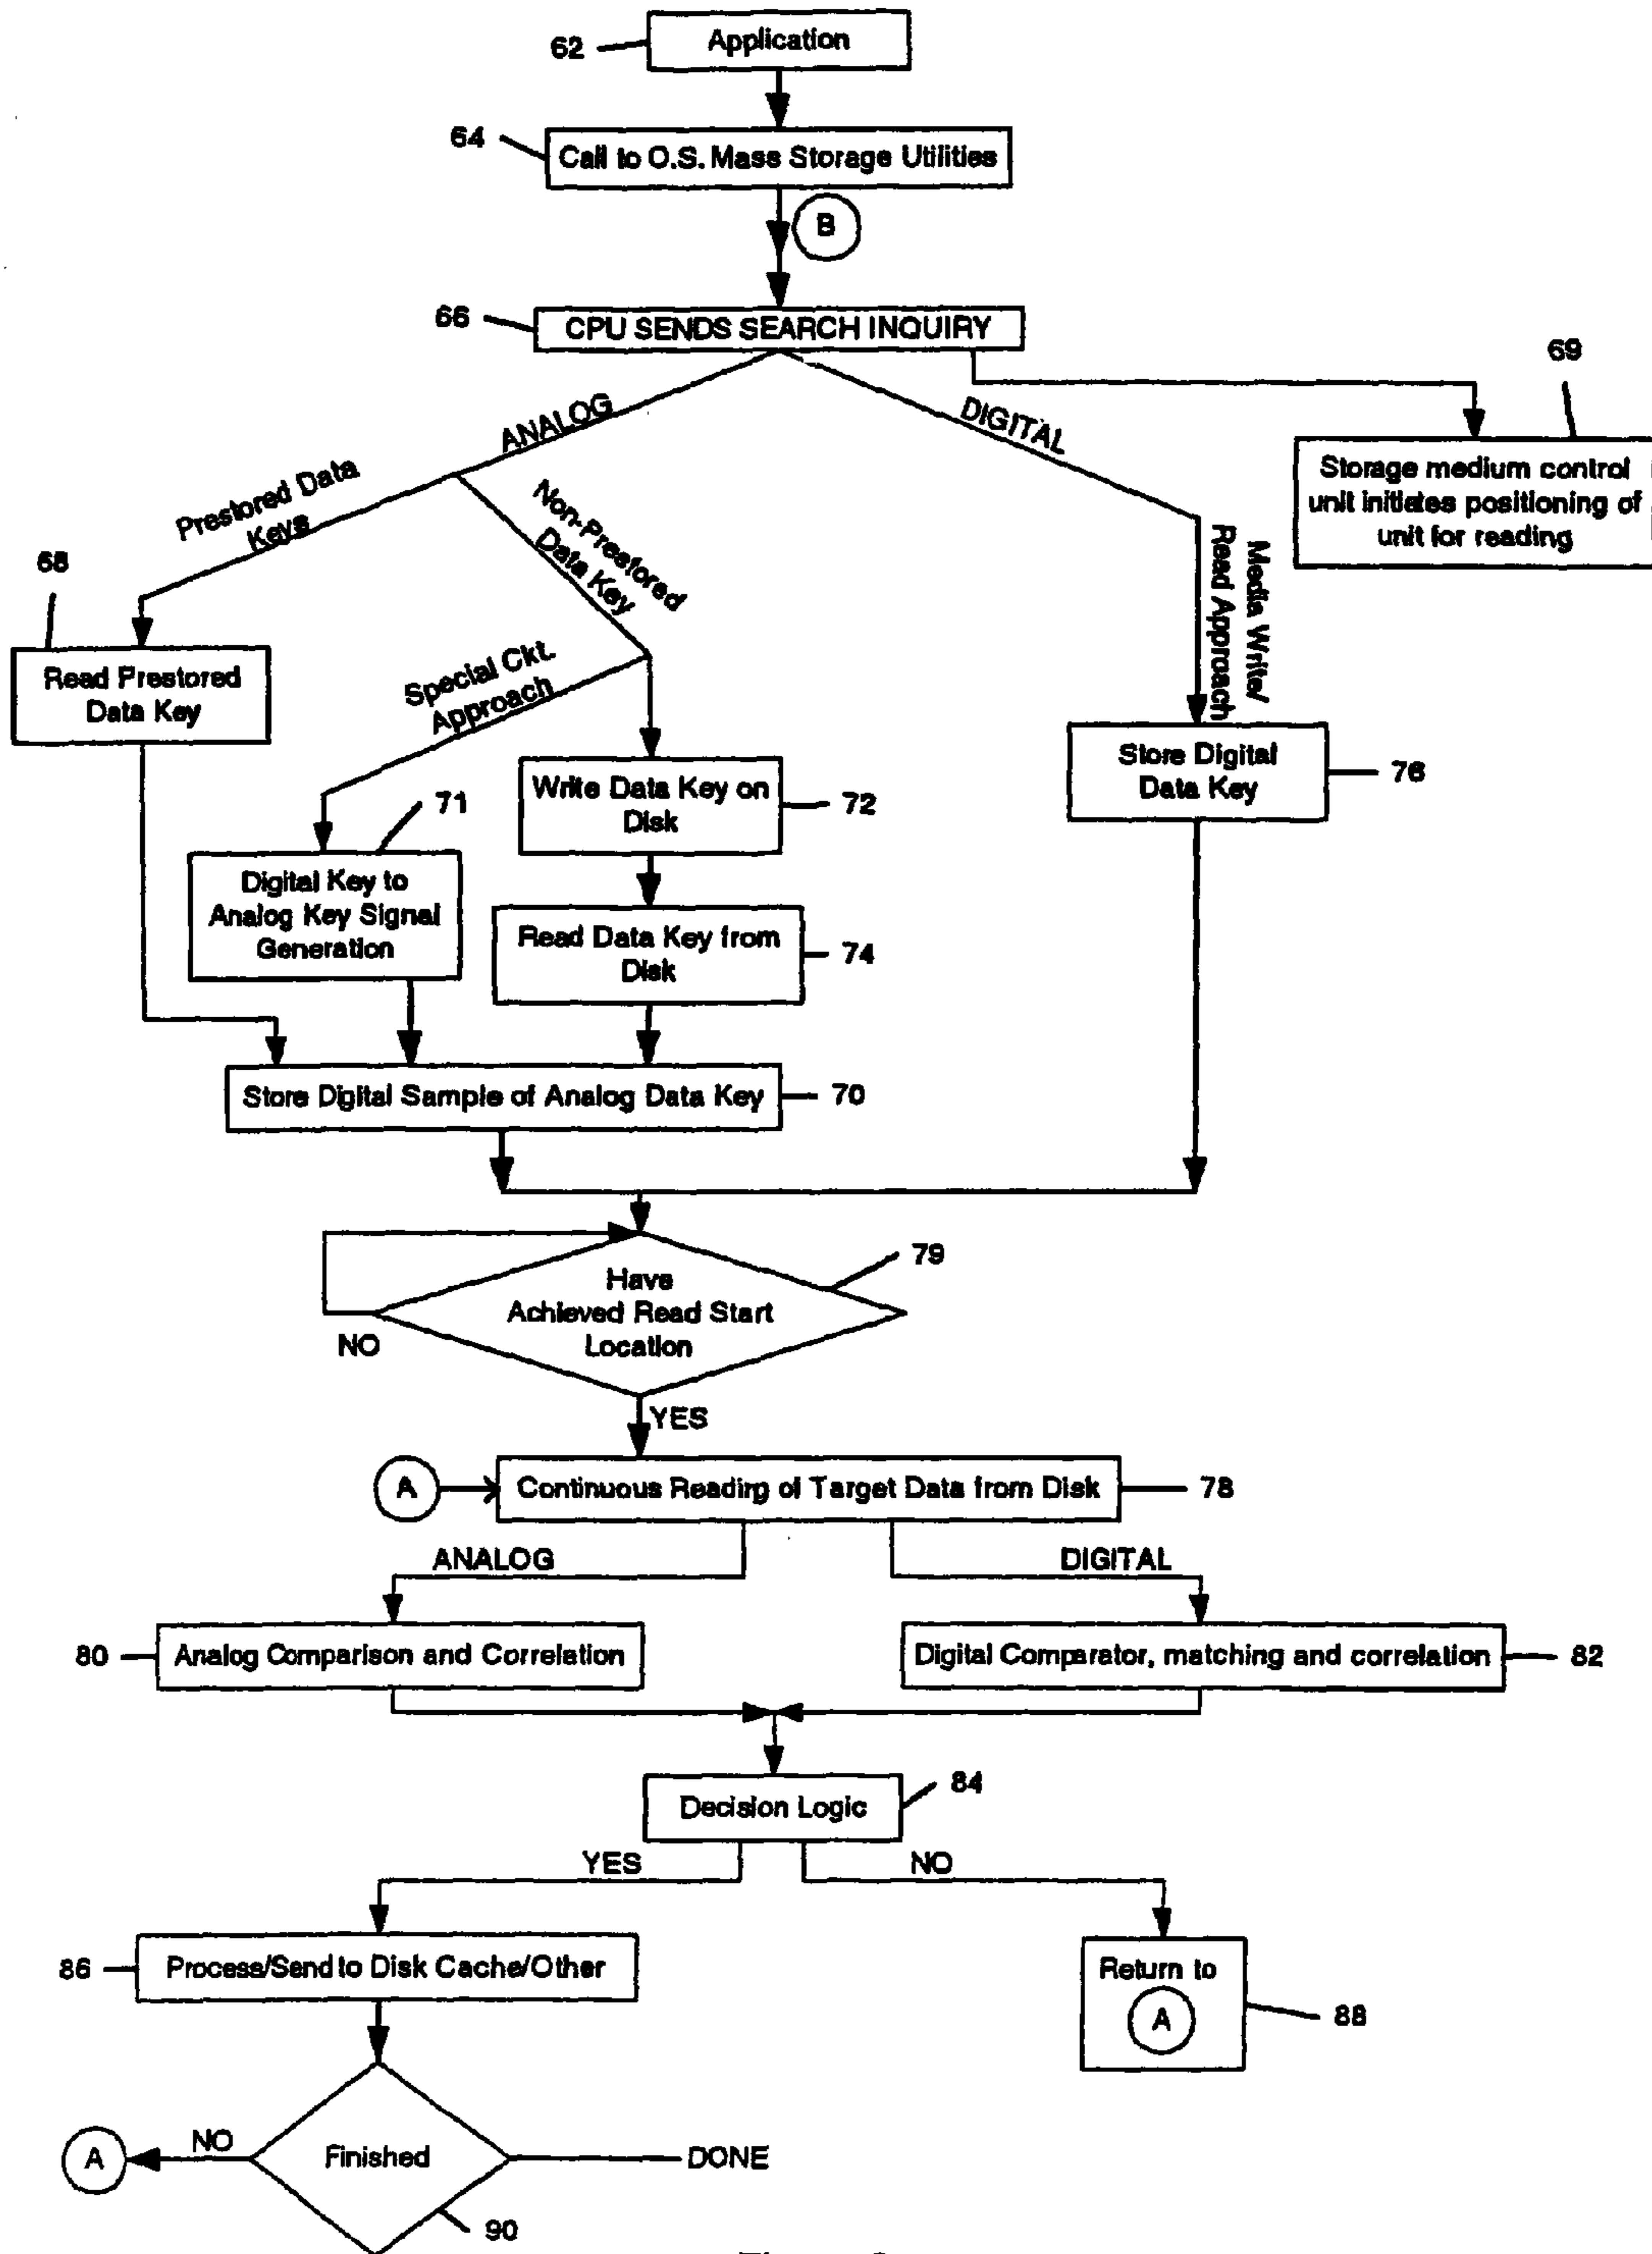 62
Application
64
Call to O.S. Mass Storage Utilities
B
66
CPU SENDS SEARCH INQUIRY
69
ANALOG
DIGITAL
Storage medium control
unit initiates positioning of
unit for reading
Prestored Data
Keys
Non-Prestored
Data Key
Media Write/
Read Approach
68
Read Prestored
Data Key
Special Ckt.
Approach
Store Digital
Data Key
76
Write Data Key on
Disk
72
71
Digital Key to
Analog Key Signal
Generation
Read Data Key from
Disk
74
Store Digital Sample of Analog Data Key
70
79
Have
Achieved Read Start
Location
NO
YES
A
Continuous Reading of Target Data from Disk
78
ANALOG
DIGITAL
80
Analog Comparison and Correlation
Digital Comparator, matching and correlation
82
84
Decision Logic
YES
NO
86
Process/Send to Disk Cache/Other
Return to
A
88
A
NO
Finished
DONE
90